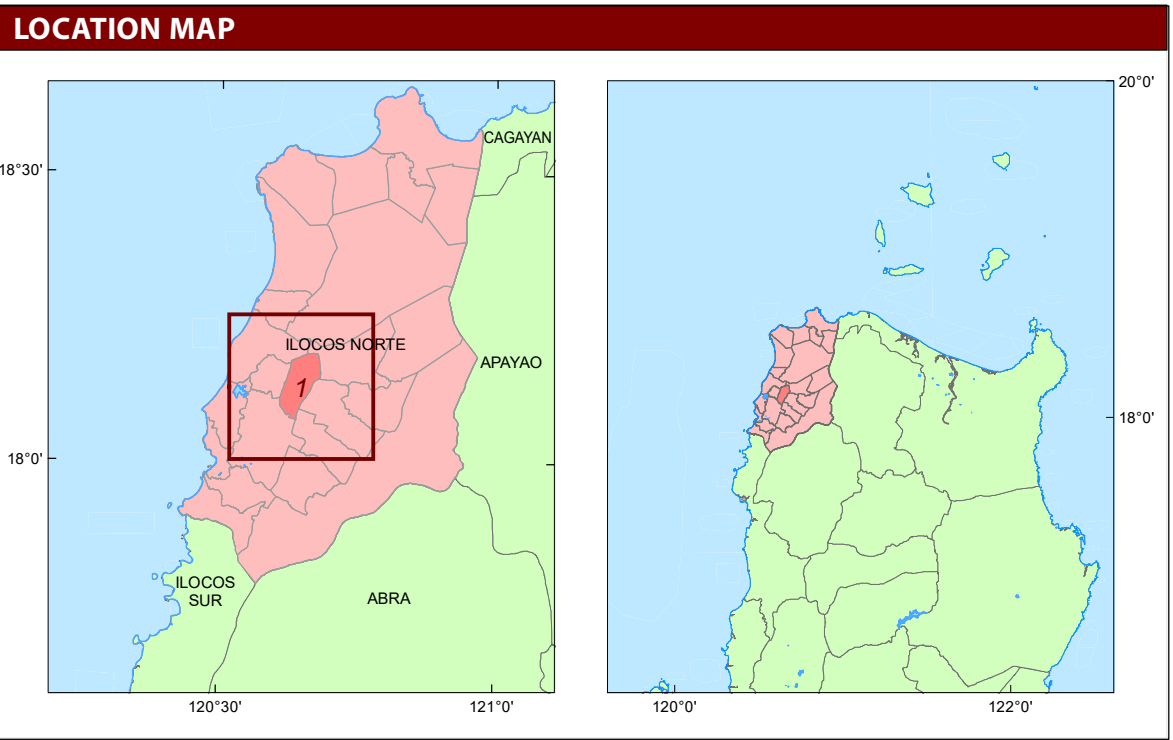 LOCATION MAP
CAGAYAN
18°30'
ILOCOS NORTE
APAYAO
1
18°0'
ILOCOS
SUR
ABRA
120°30'
121°0'
20°0'
18°0'
120°0'
122°0'